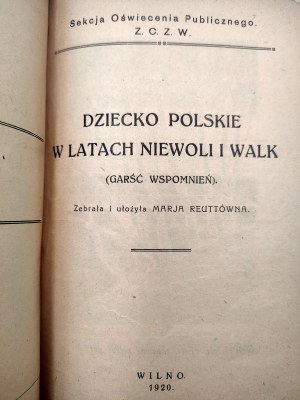 Sekcja Oświecenia Publicznego.
Z. C. Z. W.
DZIECKO POLSKIE
W LATACH NIEWOLI I WALK
(GARŚĆ WSPOMNIEŃ).
Zebrała i ułożyła MARJA REUTTÓWNA.
WILNO.
1920.